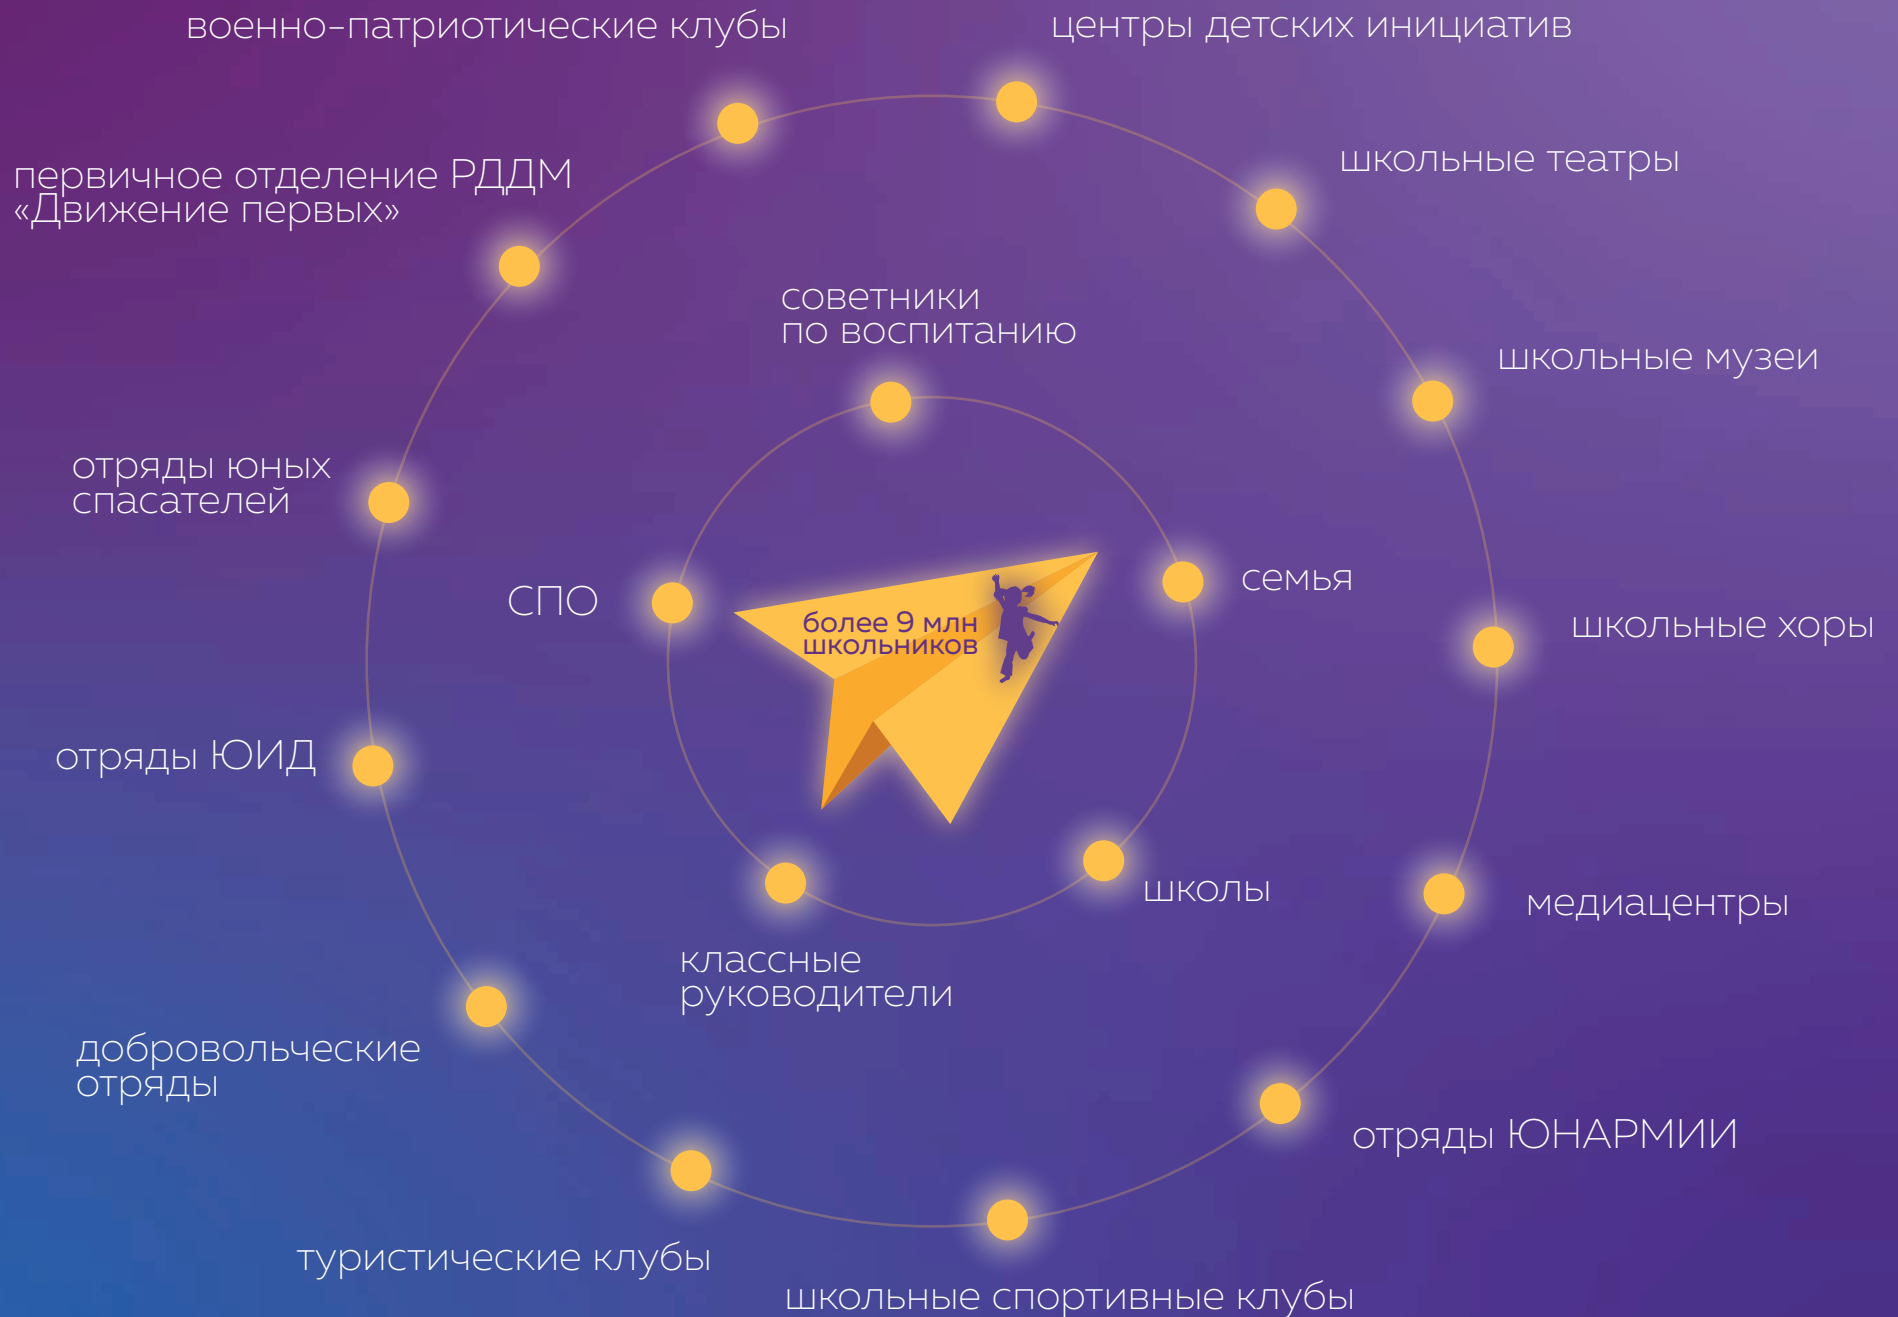 военно-патриотические клубы
центры детских инициатив
школьные театры
первичное отделение РДДМ
«Движение первых»
советники
по воспитанию
школьные музеи
отряды юных
спасателей
СПО
семья
более 9 млн
школьников
школьные хоры
отряды ЮИД
школы
медиацентры
классные
руководители
добровольческие
отряды
отряды ЮНАРМИИ
туристические клубы
школьные спортивные клубы